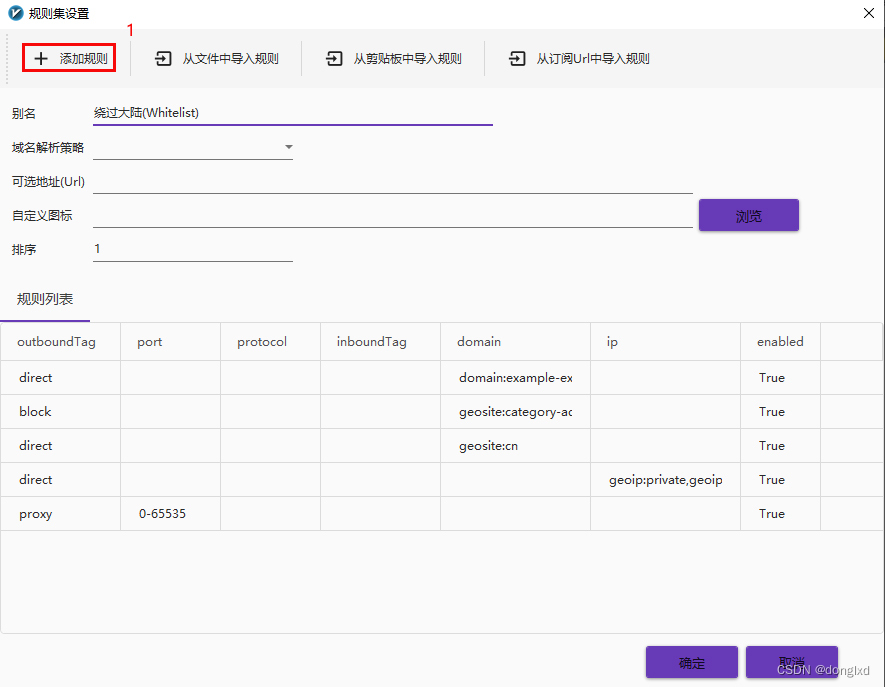 规则集设置
1
添加规则 从文件中导入规则 从剪贴板中导入规则 从订阅Url中导入规则
别名 绕过大陆(Whitelist)
域名解析策略
可选地址(Url)
自定义图标 浏览
排序 1
规则列表
outboundTag port protocol inboundTag domain ip enabled
direct domain:example-ex True
block geosite:category-ac True
direct geosite:cn True
direct geoip:private,geoip True
proxy 0-65535 True
确定 取消
CSDN @donglxd